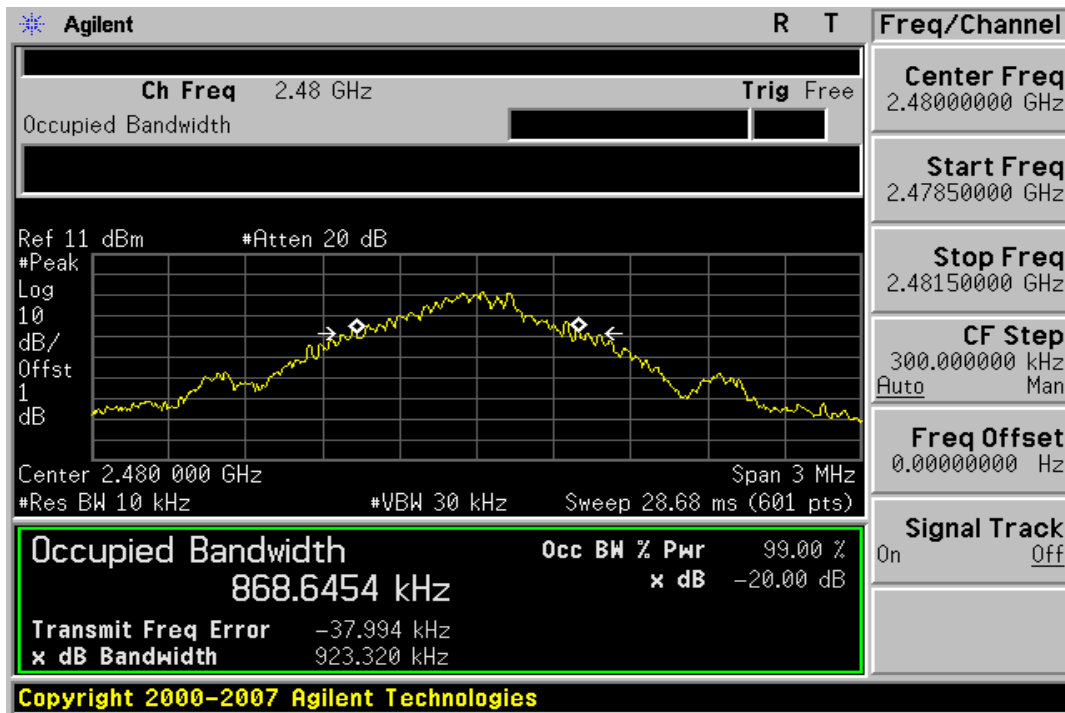 Agilent R T
Ch Freq 2.48 GHz Trig Free
Occupied Bandwidth
Ref 11 dBm #Atten 20 dB
#Peak
Log
10
dB/
Offst
1
dB
Center 2.480 000 GHz Span 3 MHz
#Res BW 10 kHz #VBW 30 kHz Sweep 28.68 ms (601 pts)
Occupied Bandwidth Occ BW % Pwr 99.00 %
868.6454 kHz x dB -20.00 dB
Transmit Freq Error -37.994 kHz
x dB Bandwidth 923.320 kHz
Copyright 2000-2007 Agilent Technologies
Freq/Channel
Center Freq
2.48000000 GHz
Start Freq
2.47850000 GHz
Stop Freq
2.48150000 GHz
CF Step
300.000000 kHz
Auto Man
Freq Offset
0.00000000 Hz
Signal Track
On Off